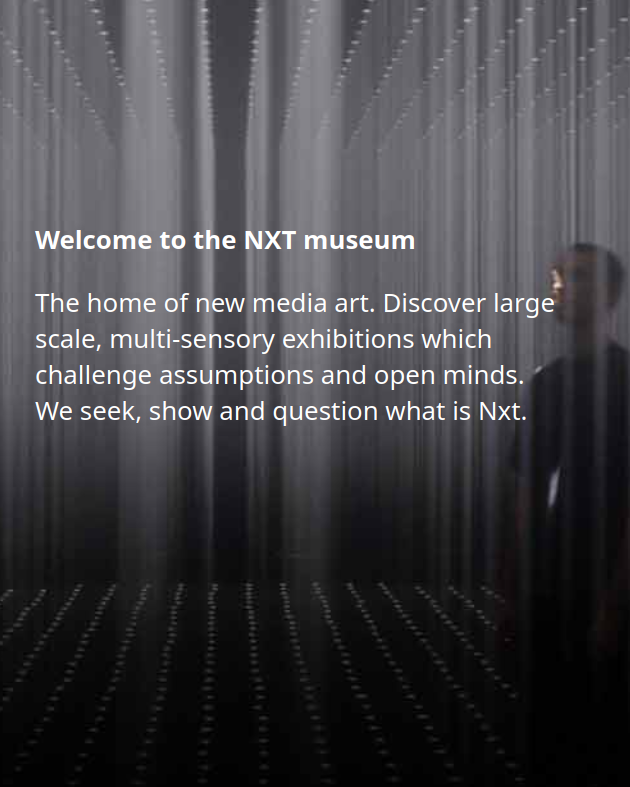 Welcome to the NXT museum
The home of new media art. Discover large
scale, multi-sensory exhibitions which
challenge assumptions and open minds.
We seek, show and question what is Nxt.